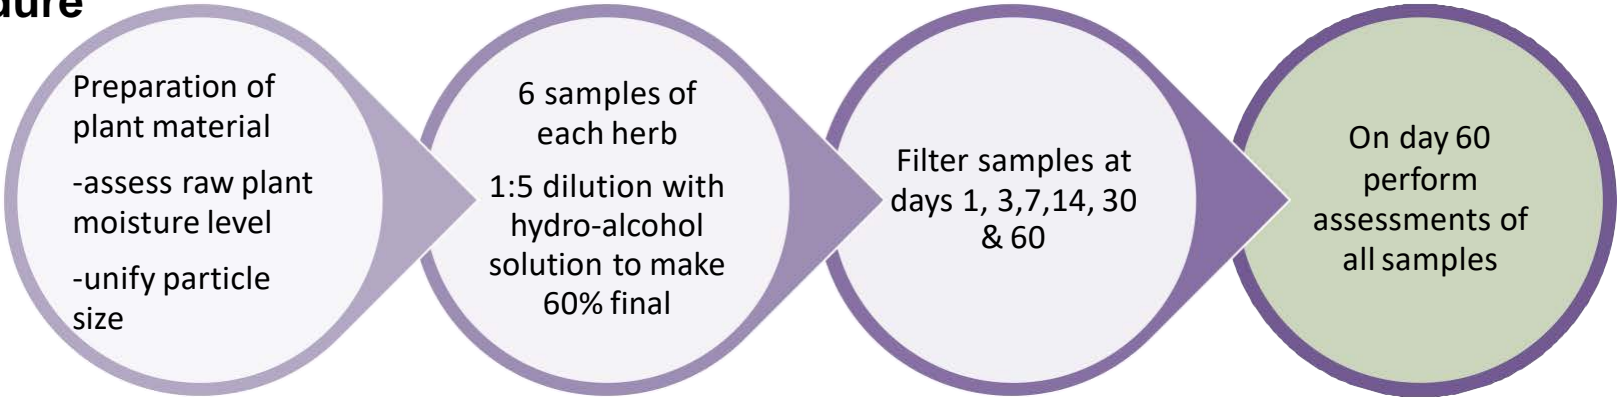 dure
Preparation of
plant material
-assess raw plant
moisture level
-unify particle
size
6 samples of
each herb
1:5 dilution with
hydro-alcohol
solution to make
60% final
Filter samples at
days 1, 3,7,14, 30
& 60
On day 60
perform
assessments of
all samples